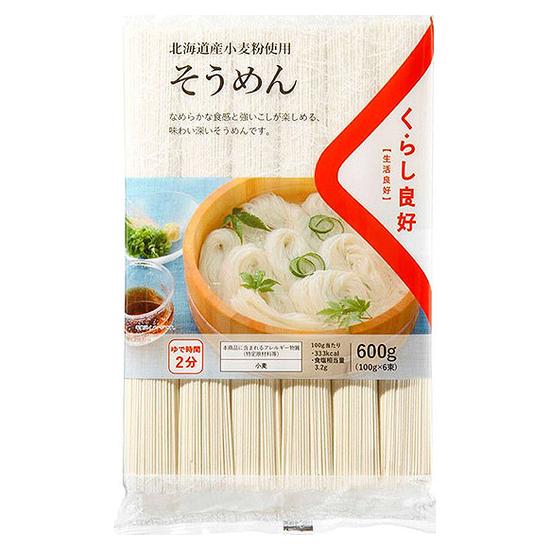 北海道産小麦粉使用
そうめん
なめらかな食感と強いこしが楽しめる、
味わい深いそうめんです。
くらし良好
【生活良好】
ゆで時間
2分
本商品に含まれるアレルギー物質
(特定原材料等)
小麦
100g当たり
・333kcal
・食塩相当量
3.2g
600g
(100g×6束)